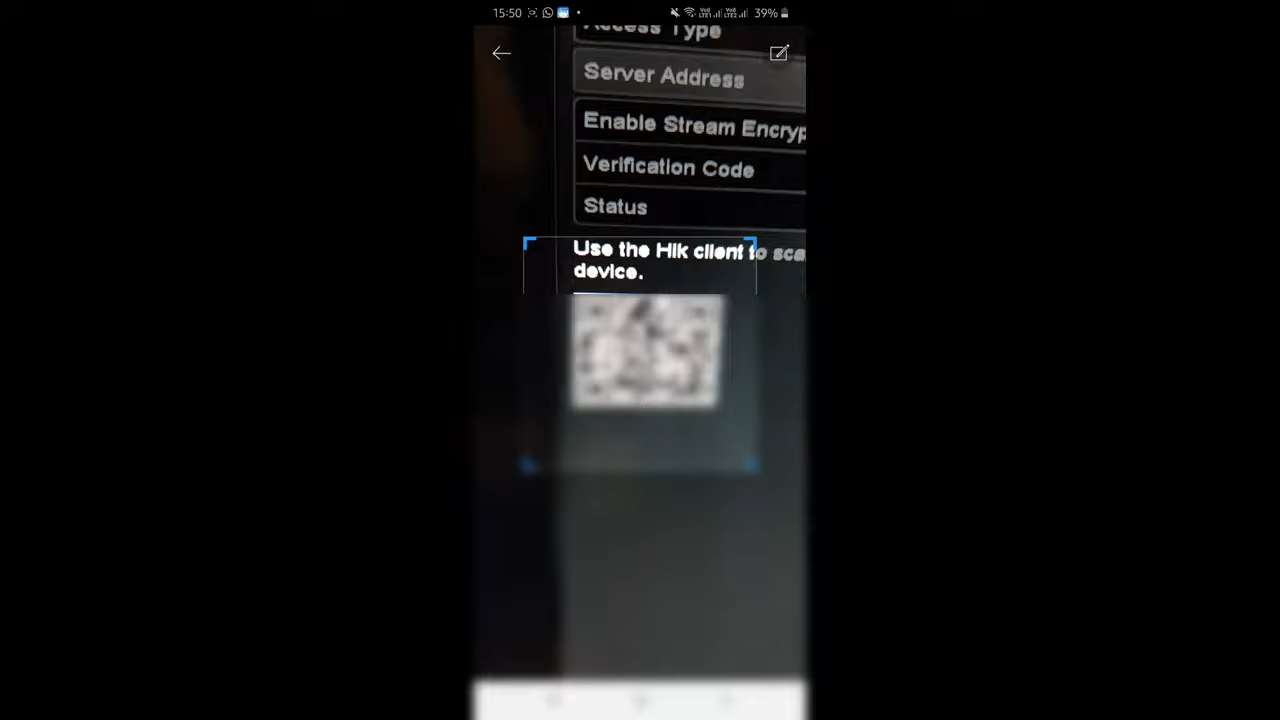 15:50
39%
Access Type
Server Address
Enable Stream Encryp
Verification Code
Status
Use the Hik client to sca
device.